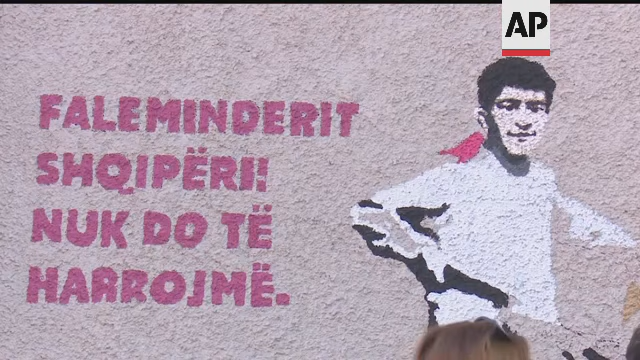 AP
FALEMINDERIT
SHQIPËRI!
NUK DO TË
HARROJMË.